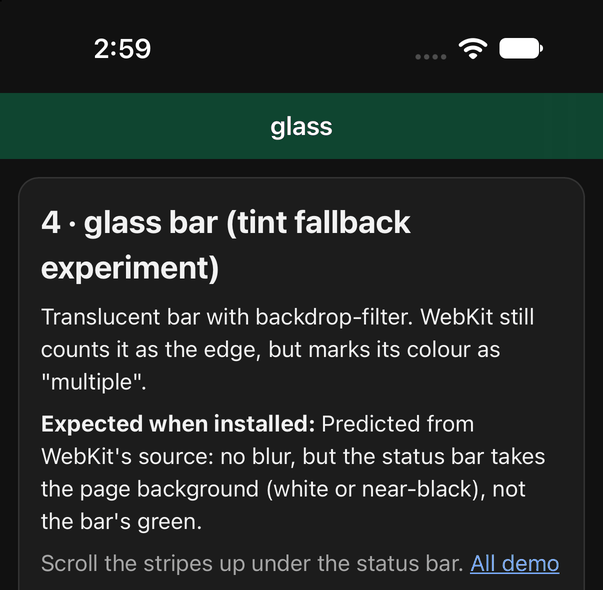 2:59
glass
4 · glass bar (tint fallback
experiment)
Translucent bar with backdrop-filter. WebKit still
counts it as the edge, but marks its colour as
"multiple".
Expected when installed: Predicted from
WebKit's source: no blur, but the status bar takes
the page background (white or near-black), not
the bar's green.
Scroll the stripes up under the status bar. All demo